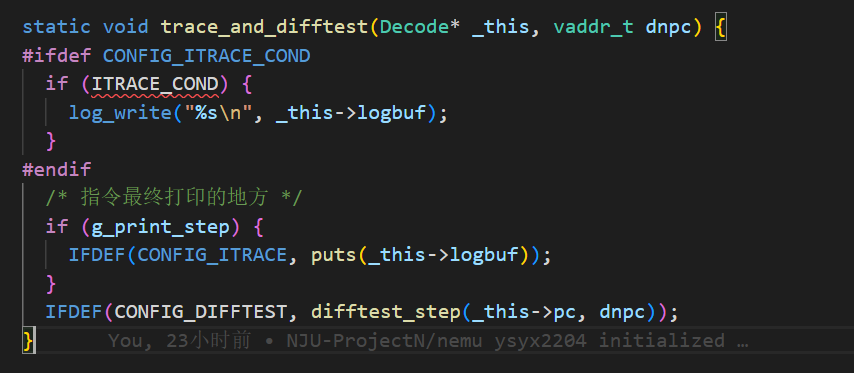 static void trace_and_difftest(Decode* _this, vaddr_t dnpc) {
#ifdef CONFIG_ITRACE_COND
  if (ITRACE_COND) {
    log_write("%s\n", _this->logbuf);
  }
#endif
  /* 指令最终打印的地方 */
  if (g_print_step) {
    IFDEF(CONFIG_ITRACE, puts(_this->logbuf));
  }
  IFDEF(CONFIG_DIFFTEST, difftest_step(_this->pc, dnpc));
}      You, 23小时前 • NJU-ProjectN/nemu ysyx2204 initialized …